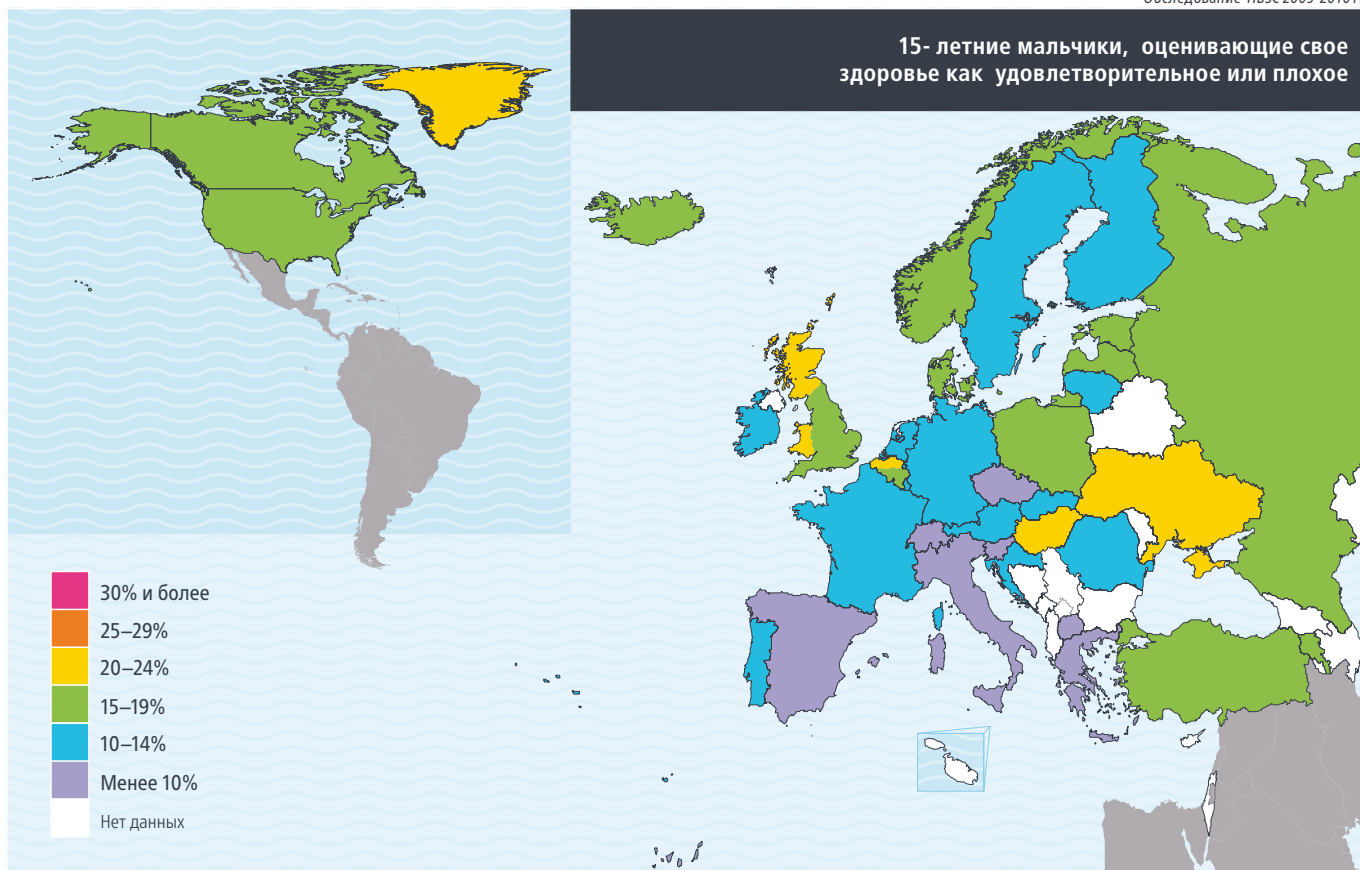 15- летние мальчики, оценивающие свое
здоровье как удовлетворительное или плохое
30% и более
25–29%
20–24%
15–19%
10–14%
Менее 10%
Нет данных